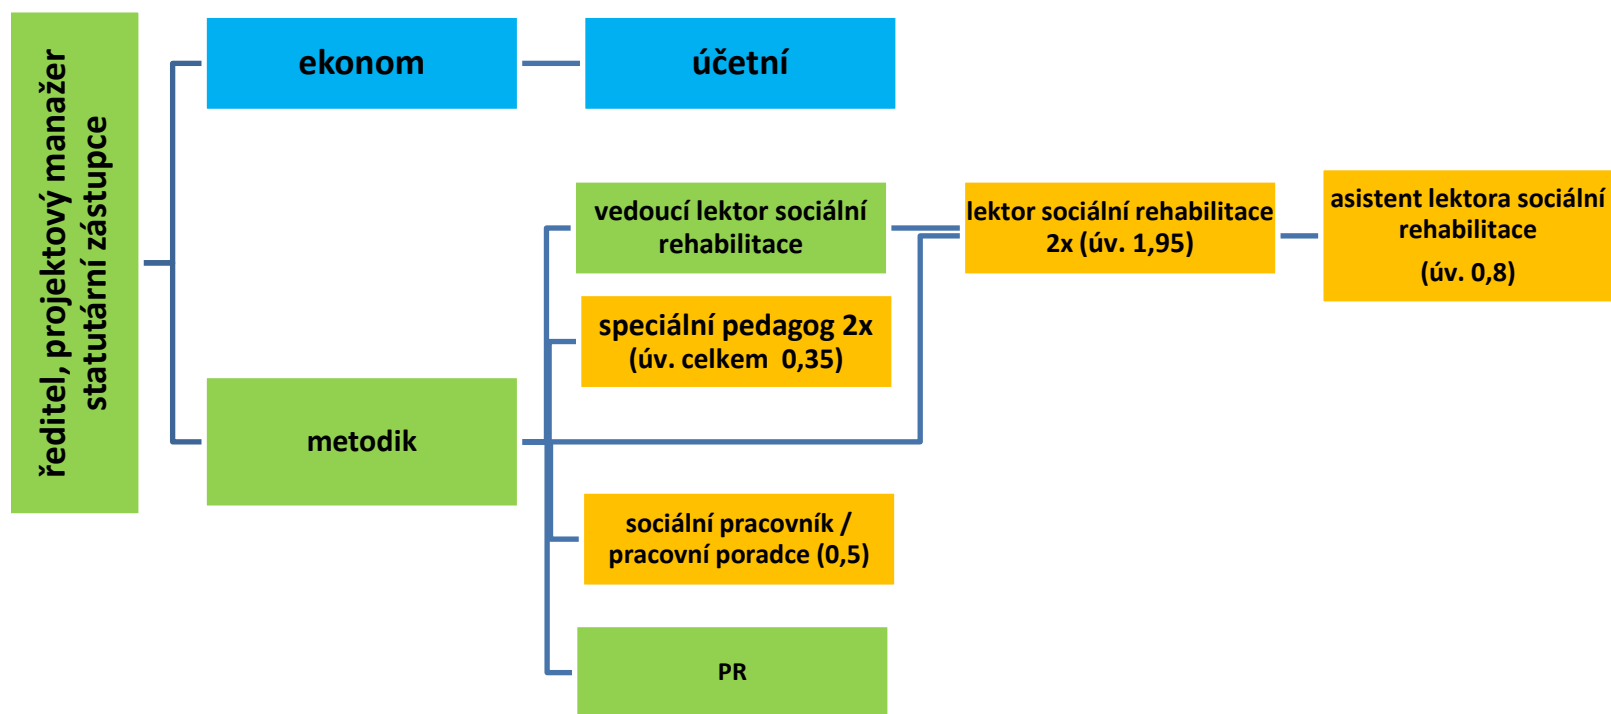 ředitel, projektový manažer
statutární zástupce
ekonom
účetní
vedoucí lektor sociální
rehabilitace
lektor sociální rehabilitace
2x (úv. 1,95)
asistent lektora sociální
rehabilitace
(úv. 0,8)
speciální pedagog 2x
(úv. celkem  0,35)
metodik
sociální pracovník /
pracovní poradce (0,5)
PR